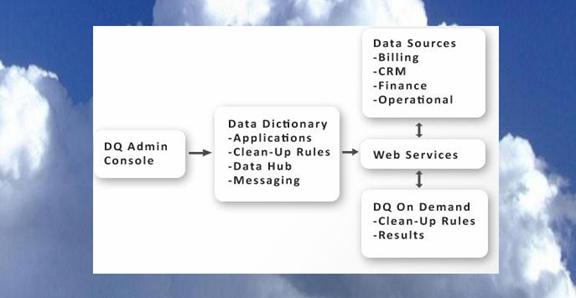 DQ Admin
Console
Data Dictionary
-Applications
-Clean-Up Rules
-Data Hub
-Messaging
Data Sources
-Billing
-CRM
-Finance
-Operational
Web Services
DQ On Demand
-Clean-Up Rules
-Results